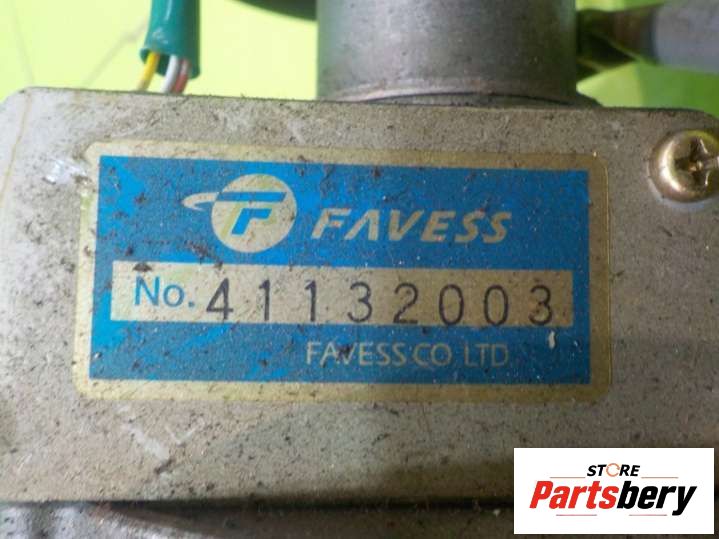 FAVESS
No. 41132003
FAVESS CO LTD
STORE
Partsbery